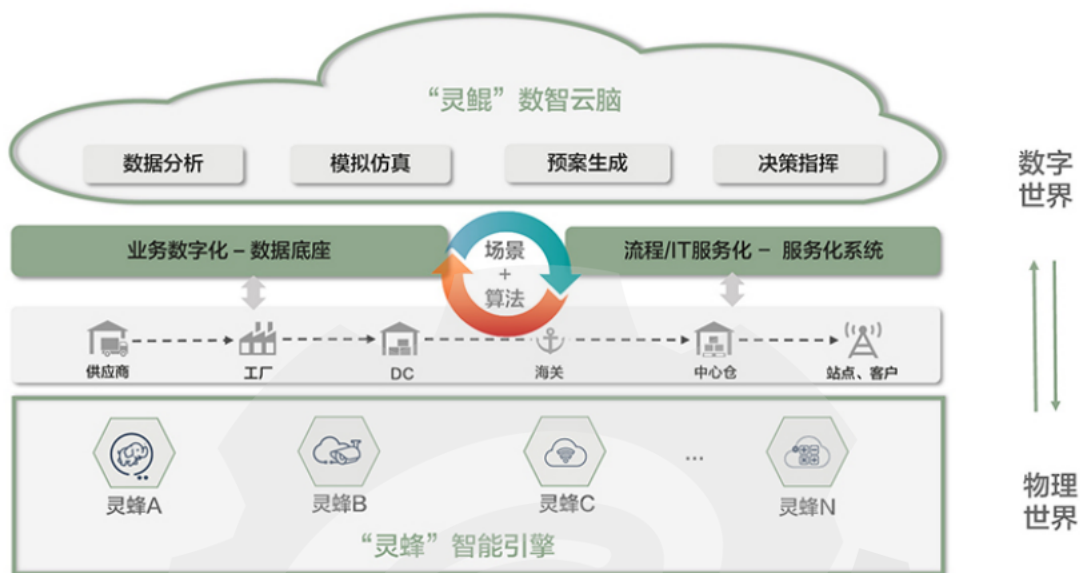 “灵鲲”数智云脑
数据分析
模拟仿真
预案生成
决策指挥
数字
世界
业务数字化 – 数据底座
场景
+
算法
流程/IT服务化 – 服务化系统
供应商
工厂
DC
海关
中心仓
站点、客户
灵蜂A
灵蜂B
灵蜂C
...
灵蜂N
“灵蜂”智能引擎
物理
世界